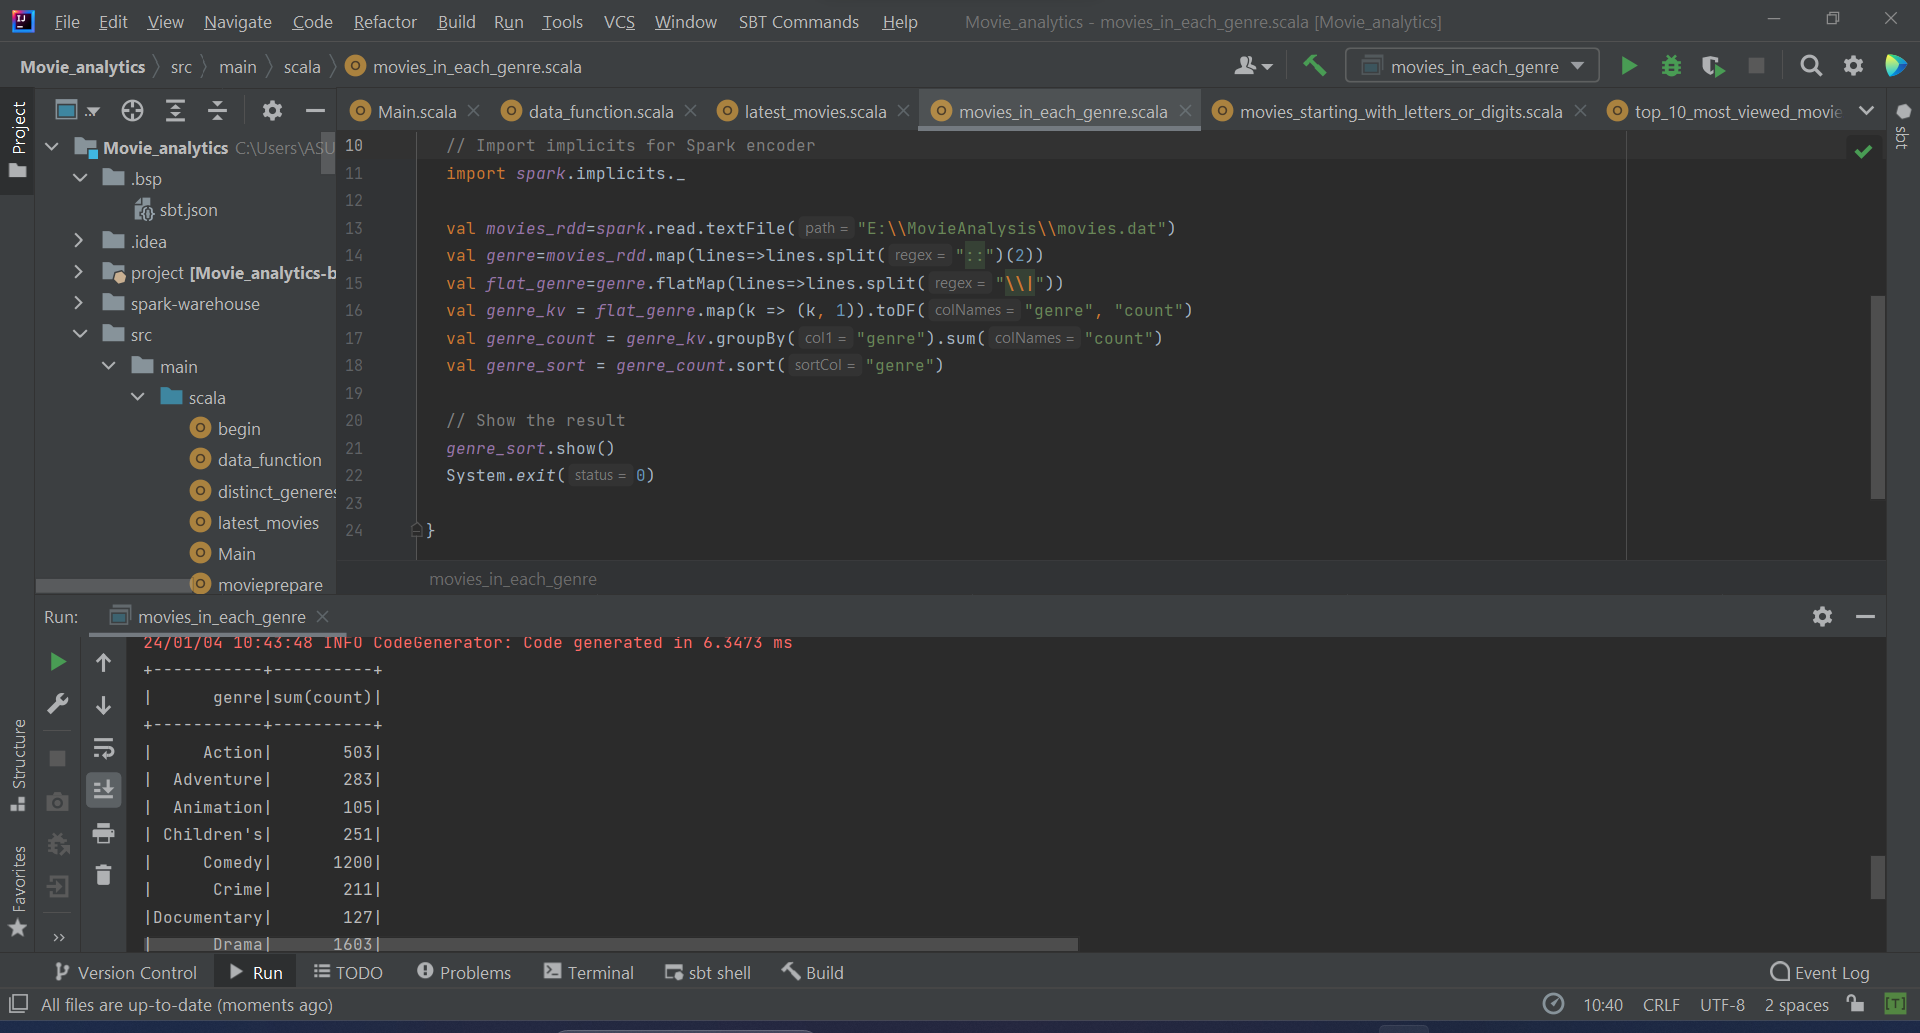 File Edit View Navigate Code Refactor Build Run Tools VCS Window SBT Commands Help Movie_analytics - movies_in_each_genre.scala [Movie_analytics]
Movie_analytics src main scala movies_in_each_genre.scala movies_in_each_genre
Project
Main.scala data_function.scala latest_movies.scala movies_in_each_genre.scala movies_starting_with_letters_or_digits.scala top_10_most_viewed_movie
sbt
Movie_analytics C:\Users\ASU
.bsp
sbt.json
.idea
project [Movie_analytics-b
spark-warehouse
src
main
scala
begin
data_function
distinct_generes
latest_movies
Main
movieprepare
10 // Import implicits for Spark encoder
11 import spark.implicits._
12
13 val movies_rdd=spark.read.textFile( path = "E:\\MovieAnalysis\\movies.dat")
14 val genre=movies_rdd.map(lines=>lines.split( regex = "::")(2))
15 val flat_genre=genre.flatMap(lines=>lines.split( regex = "\\|"))
16 val genre_kv = flat_genre.map(k => (k, 1)).toDF( colNames = "genre", "count")
17 val genre_count = genre_kv.groupBy( col1 = "genre").sum( colNames = "count")
18 val genre_sort = genre_count.sort( sortCol = "genre")
19
20 // Show the result
21 genre_sort.show()
22 System.exit( status = 0)
23
24 }
movies_in_each_genre
Run: movies_in_each_genre
24/01/04 10:43:48 INFO CodeGenerator: Code generated in 6.3473 ms
+-----------+----------+
|      genre|sum(count)|
+-----------+----------+
|     Action|       503|
|  Adventure|       283|
|  Animation|       105|
| Children's|       251|
|     Comedy|      1200|
|      Crime|       211|
|Documentary|       127|
|      Drama|      1603|
Structure
Favorites
Version Control Run TODO Problems Terminal sbt shell Build Event Log
All files are up-to-date (moments ago) 10:40 CRLF UTF-8 2 spaces [T]